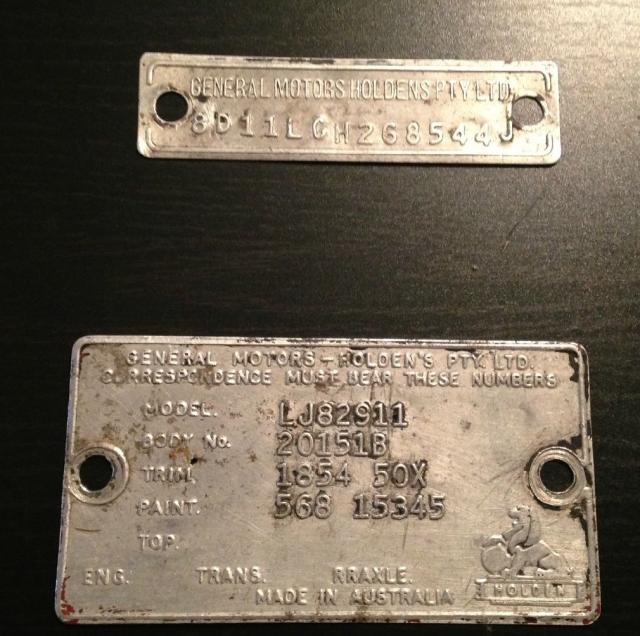 GENERAL MOTORS HOLDENS PTY LTD
8D11LCH268544J
GENERAL MOTORS-HOLDEN'S PTY. LTD.
CORRESPONDENCE MUST BEAR THESE NUMBERS
MODEL. LJ82911
BODY No. 20151B
TRIM. 1854 50X
PAINT. 568 15345
TOP.
ENG. TRANS. RRAXLE.
MADE IN AUSTRALIA
HOLDEN